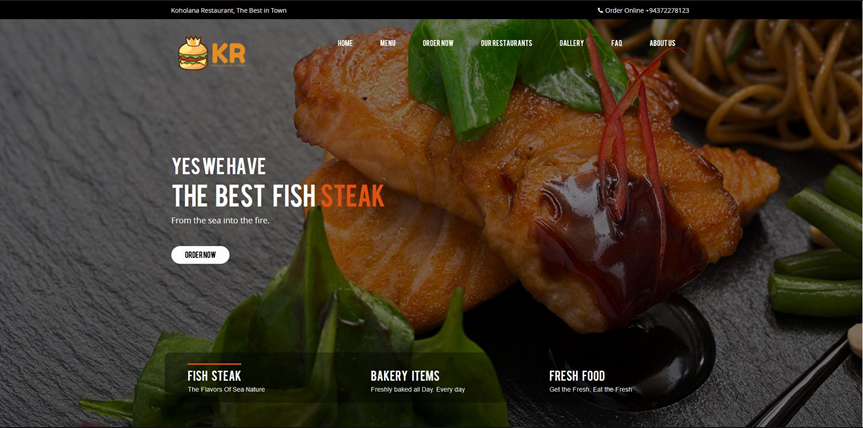 Koholana Restaurant, The Best in Town
Order Online +94372278123
KR
HOME MENU ORDER NOW OUR RESTAURANTS GALLERY FAQ ABOUT US
YES WE HAVE
THE BEST FISH STEAK
From the sea into the fire.
ORDER NOW
FISH STEAK
The Flavors Of Sea Nature
BAKERY ITEMS
Freshly baked all Day. Every day
FRESH FOOD
Get the Fresh, Eat the Fresh